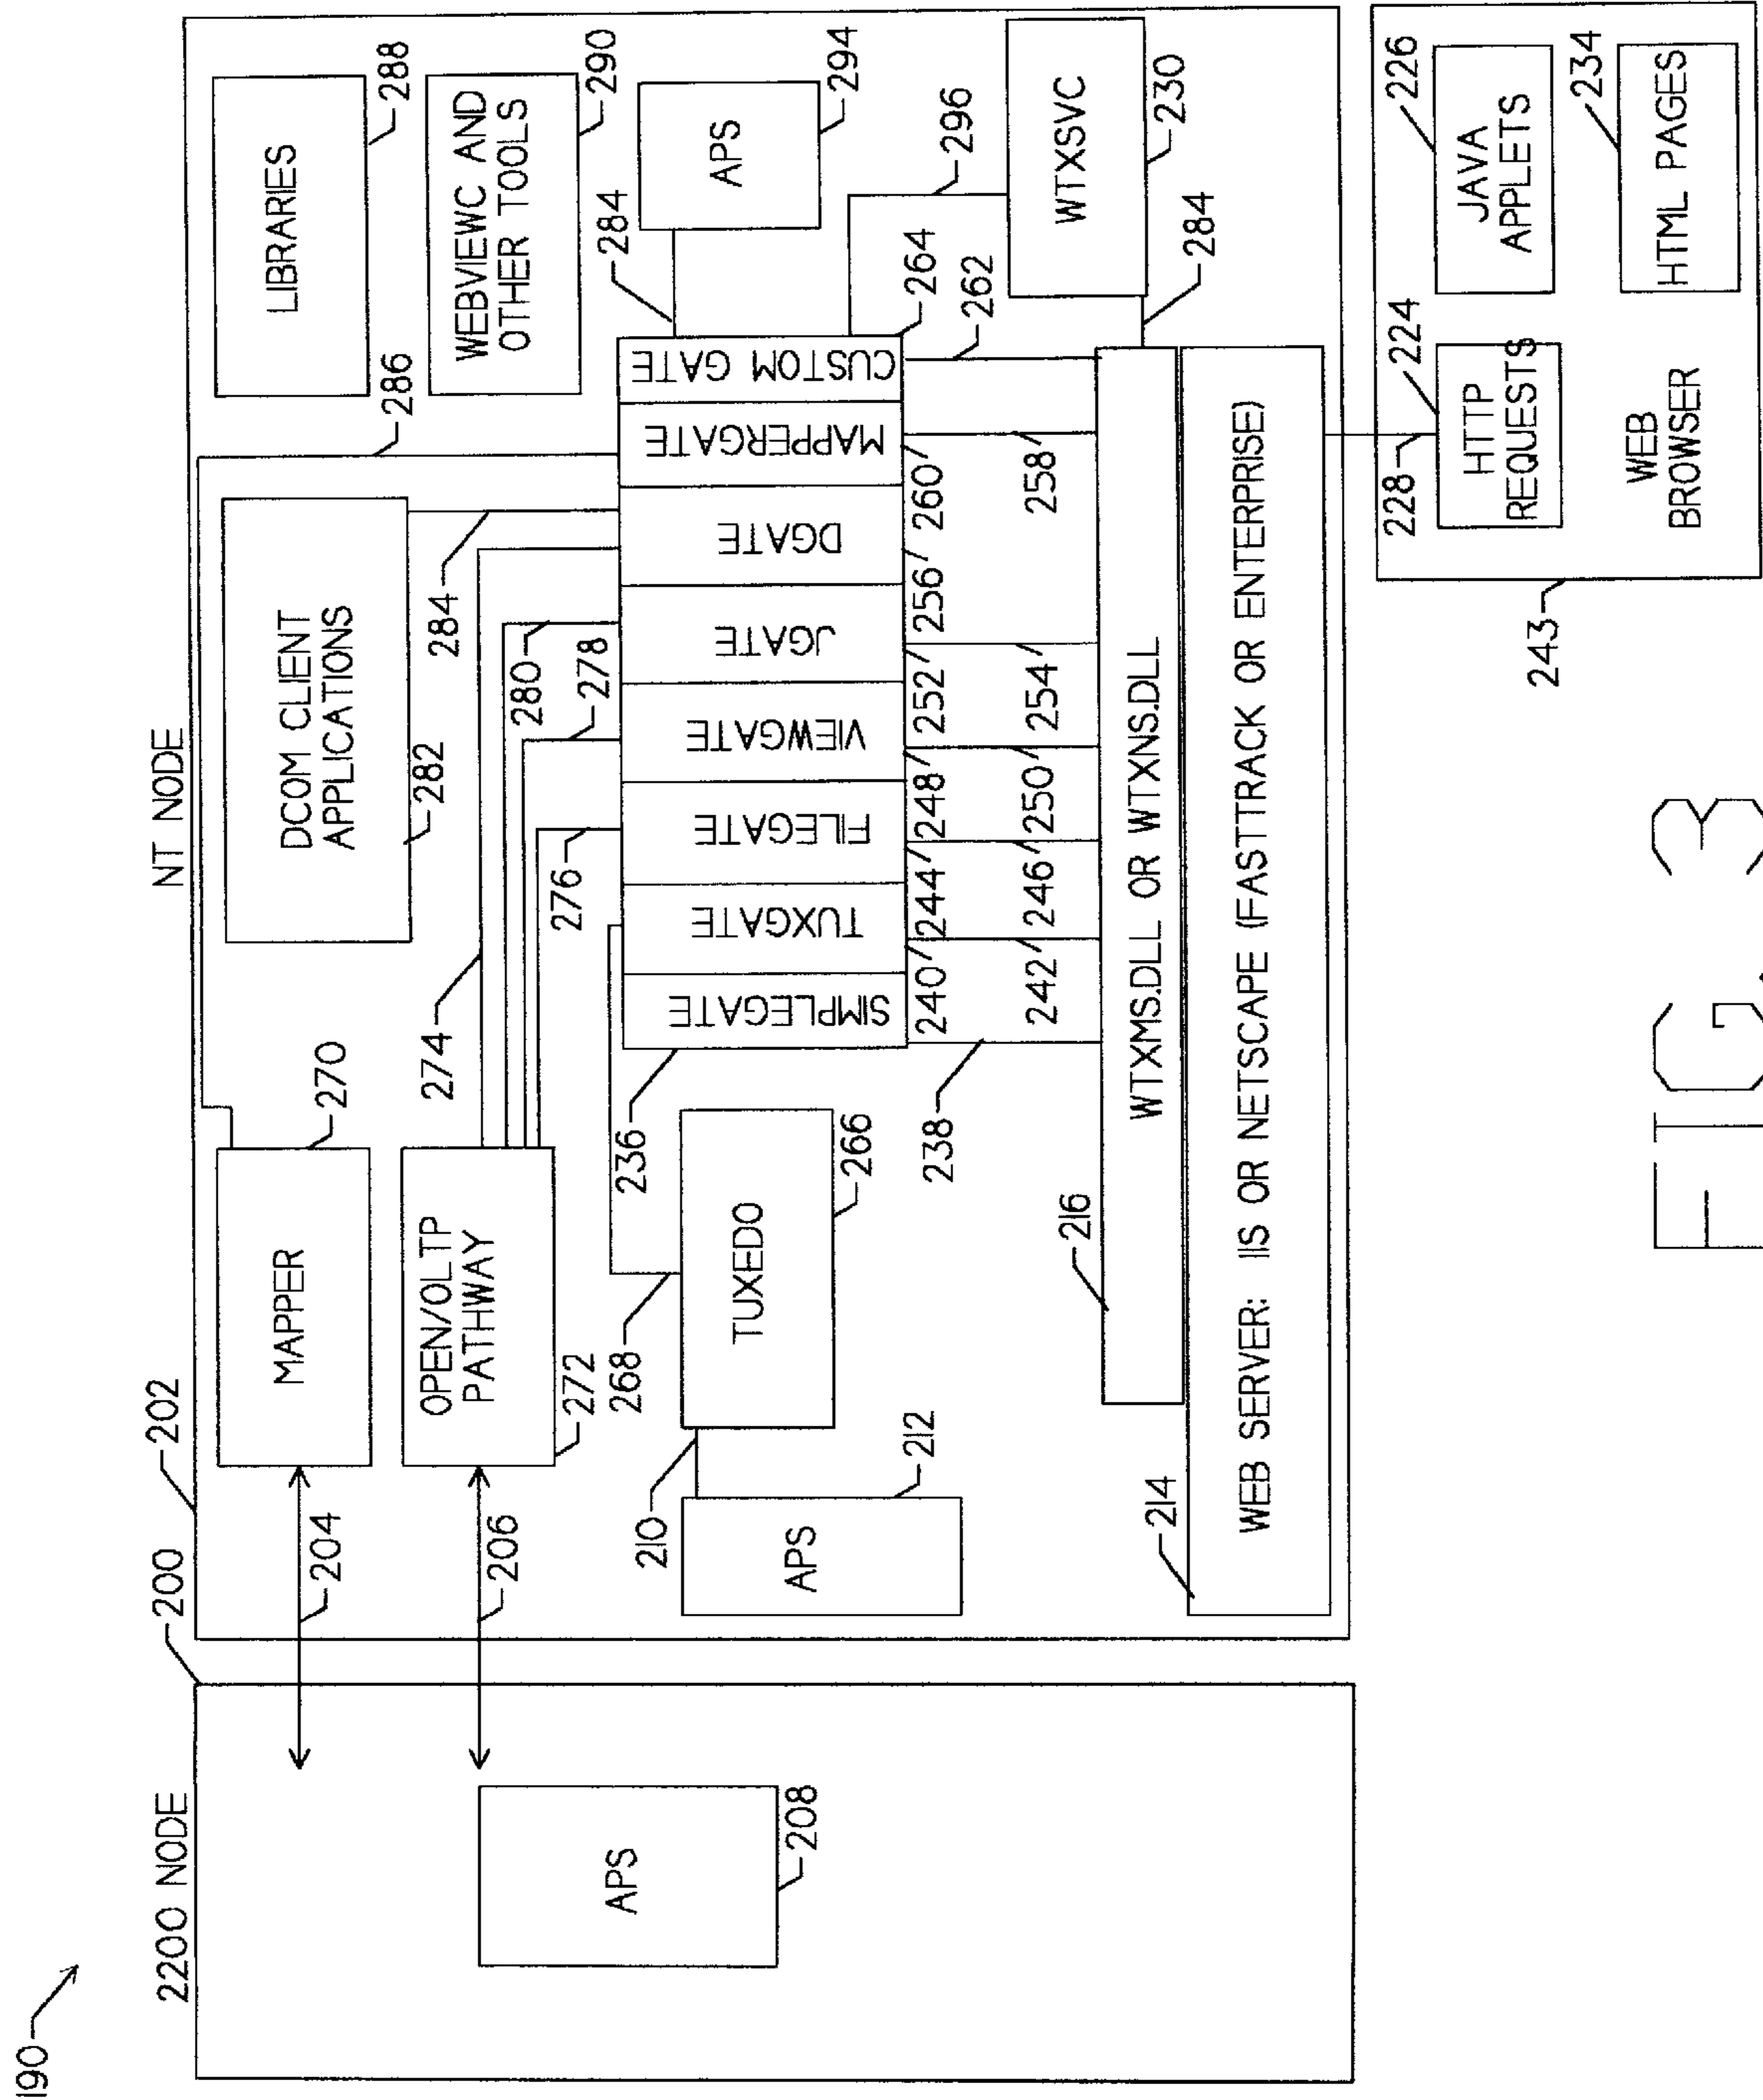 190
2200 NODE
200
202
NT NODE
APS
208
204
206
MAPPER
270
OPEN/OLTP
PATHWAY
272
274
DCOM CLIENT
APPLICATIONS
282
284
286
LIBRARIES
288
WEBVIEWC AND
OTHER TOOLS
290
276
278
280
268
236
210
APS
212
TUXEDO
266
SIMPLEGATE
TUXGATE
FILEGATE
VIEWGATE
JGATE
DGATE
MAPPERGATE
CUSTOM GATE
284
APS
294
296
264
262
WTXSVC
230
284
240
244
248
252
256
260
238
242
246
250
254
258
216
WTXMS.DLL OR WTXNS.DLL
214
WEB SERVER: IIS OR NETSCAPE (FASTTRACK OR ENTERPRISE)
243
228
224
226
HTTP
REQUESTS
JAVA
APPLETS
WEB
BROWSER
234
HTML PAGES
FIG. 3